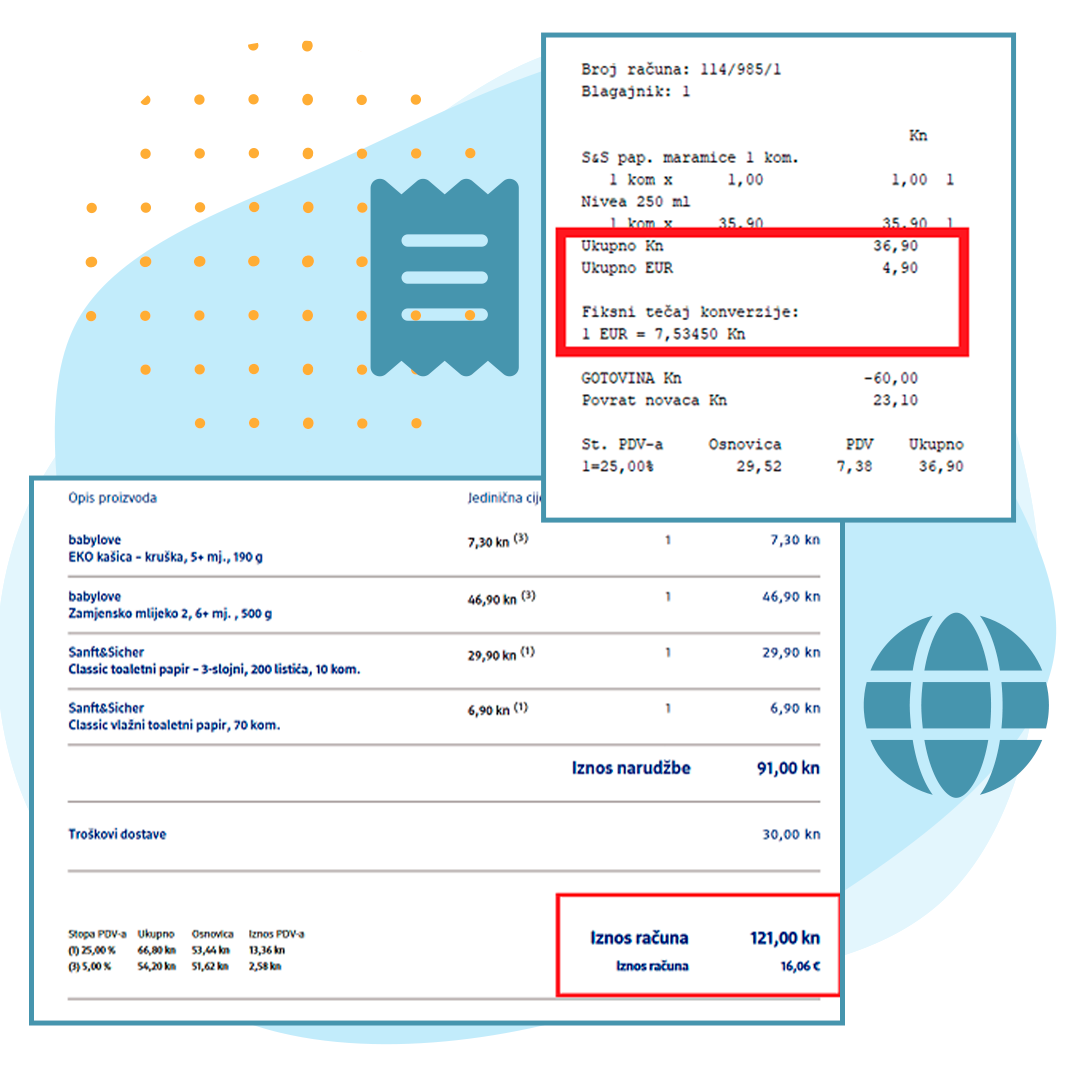 Broj računa: 114/985/1
Blagajnik: 1
Kn
S&S pap. maramice 1 kom.
1 kom x 1,00 1,00 1
Nivea 250 ml
1 kom x 35,90 35,90 1
Ukupno Kn 36,90
Ukupno EUR 4,90
Fiksni tečaj konverzije:
1 EUR = 7,53450 Kn
GOTOVINA Kn -60,00
Povrat novaca Kn 23,10
St. PDV-a Osnovica PDV Ukupno
1=25,00% 29,52 7,38 36,90
Opis proizvoda Jedinična cije
babylove
EKO kašica – kruška, 5+ mj., 190 g 7,30 kn (3) 1 7,30 kn
babylove
Zamjensko mlijeko 2, 6+ mj. , 500 g 46,90 kn (3) 1 46,90 kn
Sanft&Sicher
Classic toaletni papir – 3-slojni, 200 listića, 10 kom. 29,90 kn (1) 1 29,90 kn
Sanft&Sicher
Classic vlažni toaletni papir, 70 kom. 6,90 kn (1) 1 6,90 kn
Iznos narudžbe 91,00 kn
Troškovi dostave 30,00 kn
Stopa PDV-a Ukupno Osnovica Iznos PDV-a
(1) 25,00 % 66,80 kn 53,44 kn 13,36 kn
(3) 5,00 % 54,20 kn 51,62 kn 2,58 kn
Iznos računa 121,00 kn
Iznos računa 16,06 €